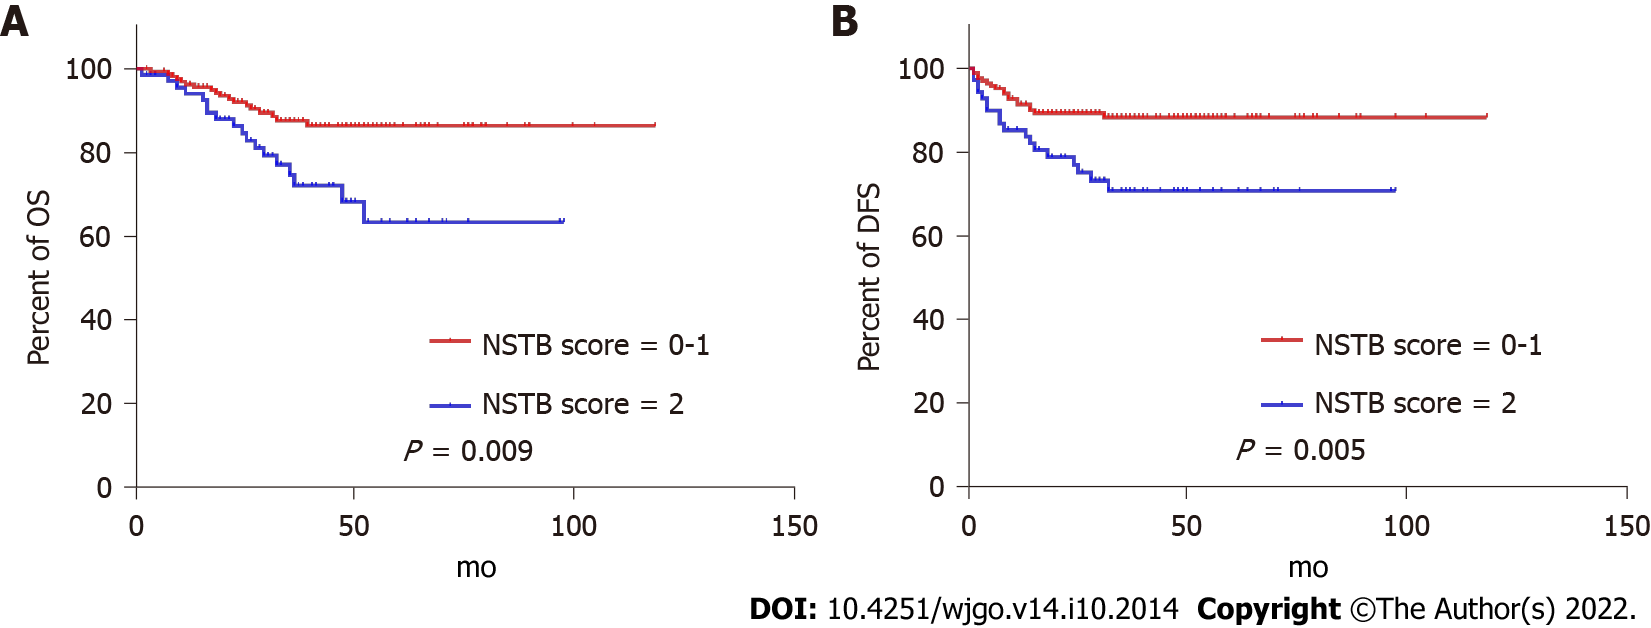 A
B
100
80
60
40
20
0
Percent of OS
NSTB score = 0-1
NSTB score = 2
P = 0.009
0
50
100
150
mo
100
80
60
40
20
0
Percent of DFS
NSTB score = 0-1
NSTB score = 2
P = 0.005
0
50
100
150
mo
DOI: 10.4251/wjgo.v14.i10.2014 Copyright ©The Author(s) 2022.